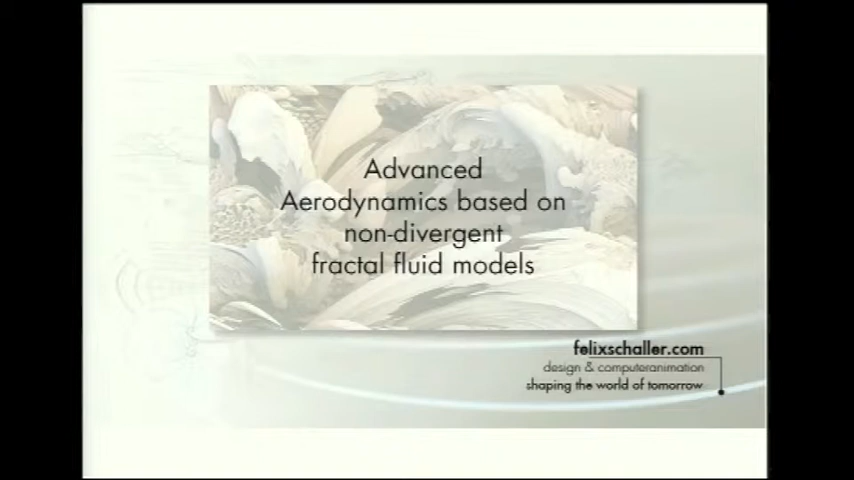 Advanced
Aerodynamics based on
non-divergent
fractal fluid models
felixschaller.com
design & computeranimation
shaping the world of tomorrow